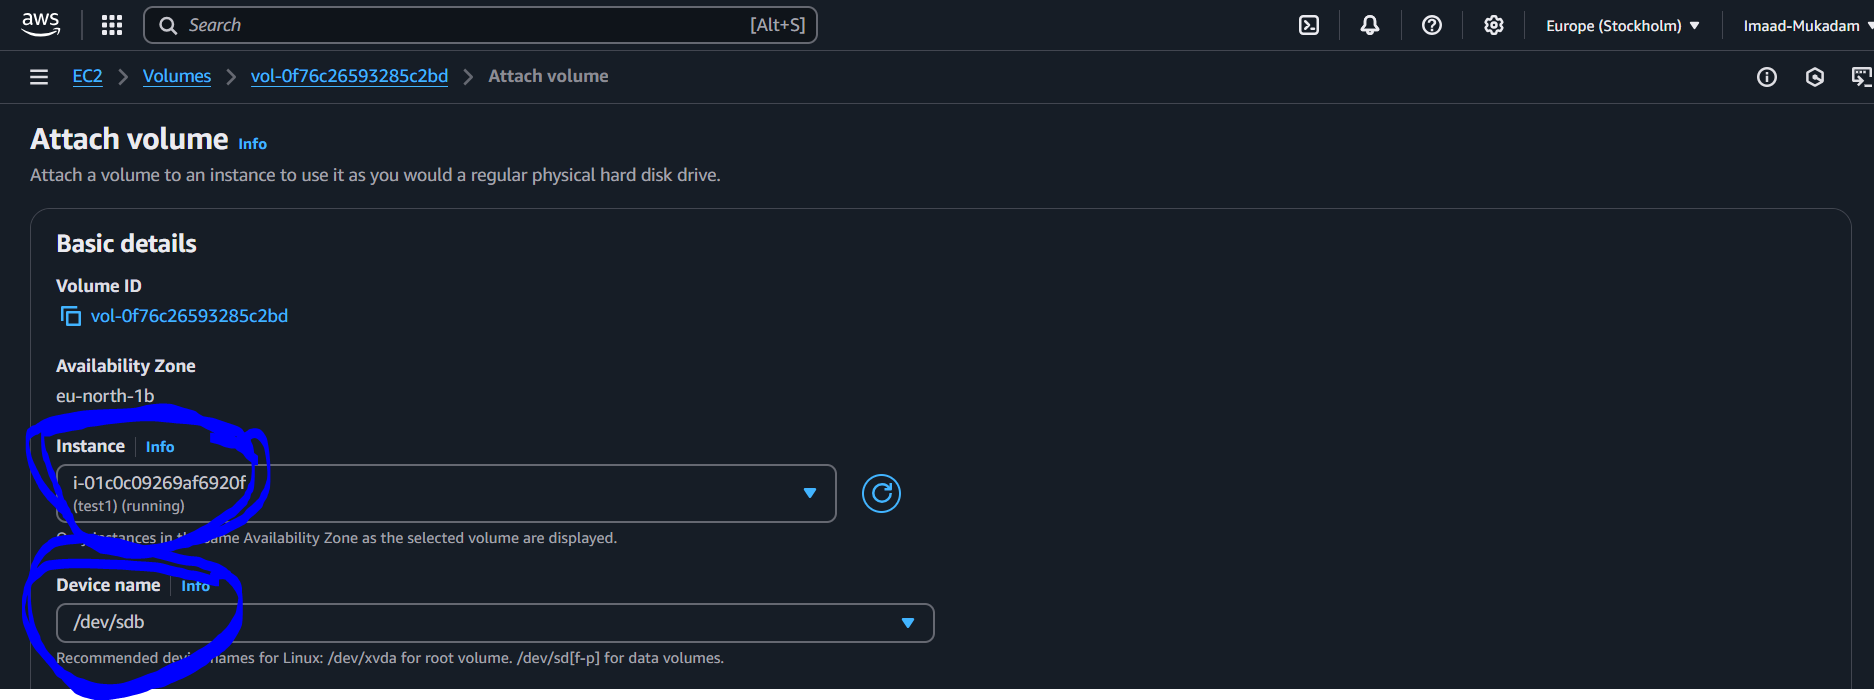 aws Search [Alt+S] Europe (Stockholm) Imaad-Mukadam
EC2 Volumes vol-0f76c26593285c2bd Attach volume
Attach volume Info
Attach a volume to an instance to use it as you would a regular physical hard disk drive.
Basic details
Volume ID
vol-0f76c26593285c2bd
Availability Zone
eu-north-1b
Instance Info
i-01c0c09269af6920f
(test1) (running)
instances in same Availability Zone as the selected volume are displayed.
Device name Info
/dev/sdb
Recommended names for Linux: /dev/xvda for root volume. /dev/sd[f-p] for data volumes.